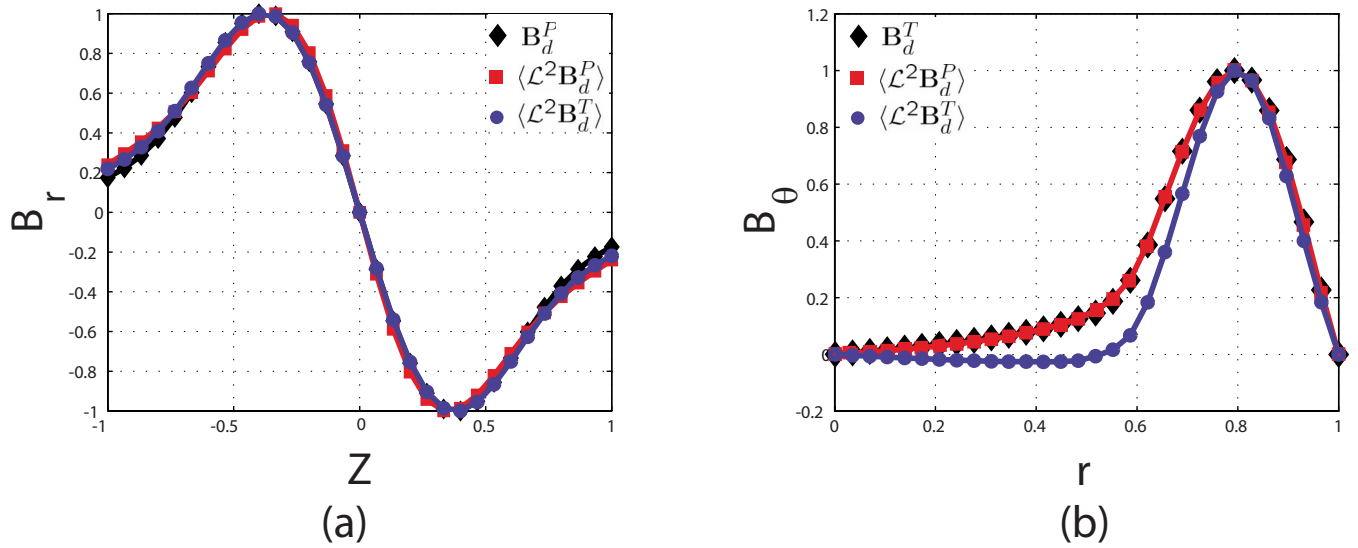 B_r
1
0.8
0.6
0.4
0.2
0
-0.2
-0.4
-0.6
-0.8
-1
-1 -0.5 0 0.5 1
Z
𝐁_d^P
⟨ℒ²𝐁_d^P⟩
⟨ℒ²𝐁_d^T⟩
(a)
B_θ
1.2
1
0.8
0.6
0.4
0.2
0
-0.2
0 0.2 0.4 0.6 0.8 1
r
𝐁_d^T
⟨ℒ²𝐁_d^P⟩
⟨ℒ²𝐁_d^T⟩
(b)